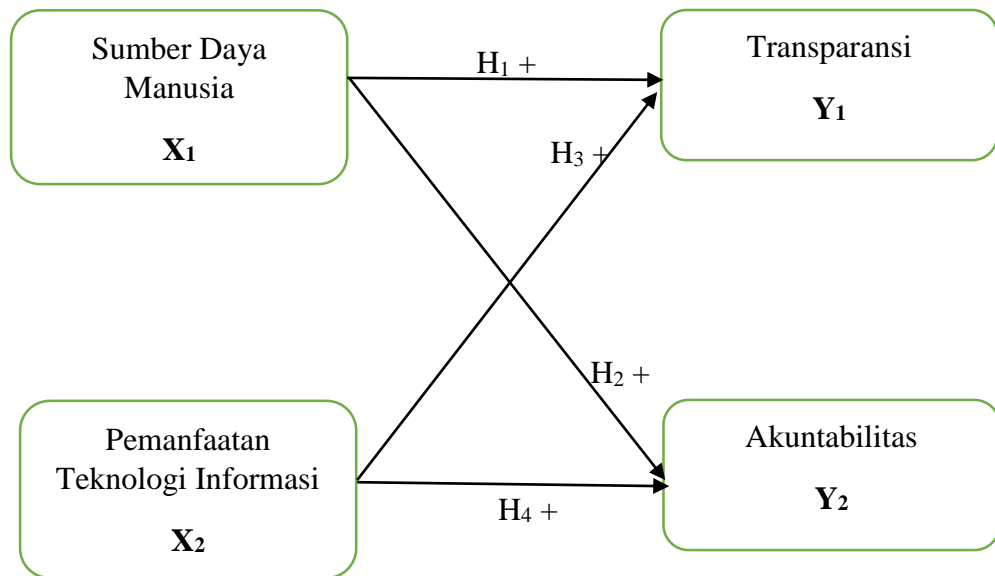 Sumber Daya
Manusia
X₁
H₁ +
Transparansi
Y₁
H₃ +
H₂ +
Pemanfaatan
Teknologi Informasi
X₂
H₄ +
Akuntabilitas
Y₂